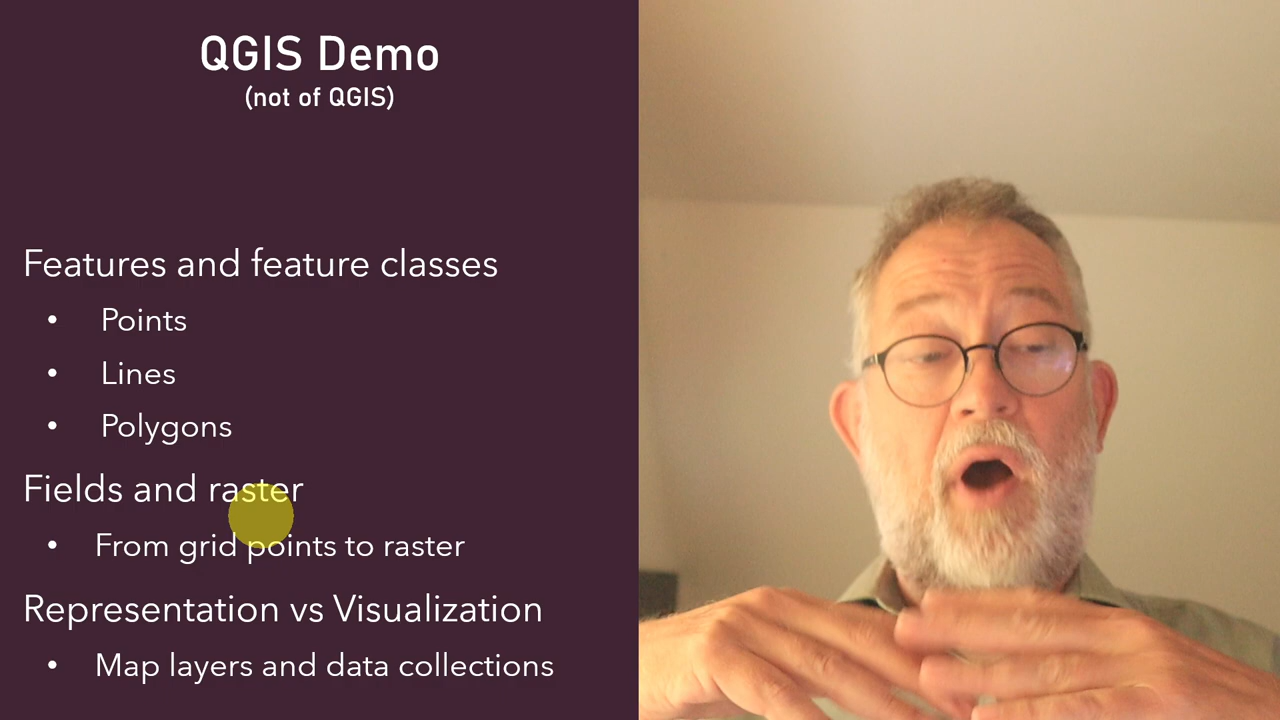 QGIS Demo
(not of QGIS)
Features and feature classes
• Points
• Lines
• Polygons
Fields and raster
• From grid points to raster
Representation vs Visualization
• Map layers and data collections